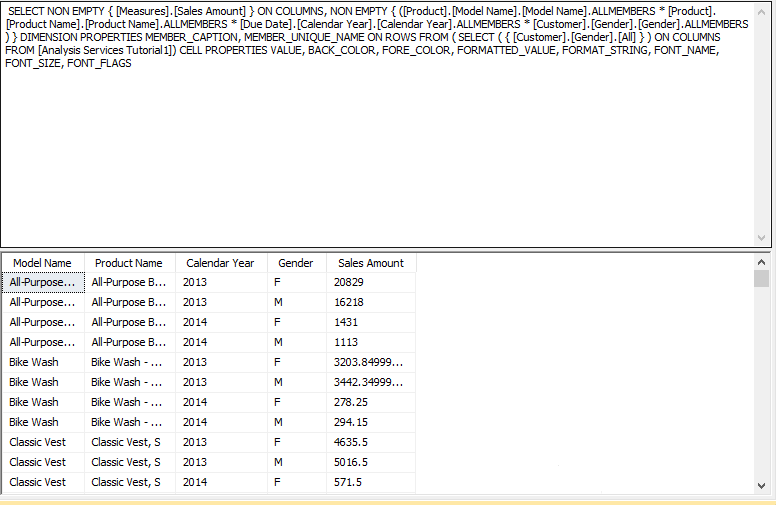 SELECT NON EMPTY { [Measures].[Sales Amount] } ON COLUMNS, NON EMPTY { ([Product].[Model Name].[Model Name].ALLMEMBERS * [Product].
[Product Name].[Product Name].ALLMEMBERS * [Due Date].[Calendar Year].[Calendar Year].ALLMEMBERS * [Customer].[Gender].[Gender].ALLMEMBERS
) } DIMENSION PROPERTIES MEMBER_CAPTION, MEMBER_UNIQUE_NAME ON ROWS FROM ( SELECT ( { [Customer].[Gender].[All] } ) ON COLUMNS
FROM [Analysis Services Tutorial1]) CELL PROPERTIES VALUE, BACK_COLOR, FORE_COLOR, FORMATTED_VALUE, FORMAT_STRING, FONT_NAME,
FONT_SIZE, FONT_FLAGS
Model Name Product Name Calendar Year Gender Sales Amount
All-Purpose... All-Purpose B... 2013 F 20829
All-Purpose... All-Purpose B... 2013 M 16218
All-Purpose... All-Purpose B... 2014 F 1431
All-Purpose... All-Purpose B... 2014 M 1113
Bike Wash Bike Wash - ... 2013 F 3203.84999...
Bike Wash Bike Wash - ... 2013 M 3442.34999...
Bike Wash Bike Wash - ... 2014 F 278.25
Bike Wash Bike Wash - ... 2014 M 294.15
Classic Vest Classic Vest, S 2013 F 4635.5
Classic Vest Classic Vest, S 2013 M 5016.5
Classic Vest Classic Vest, S 2014 F 571.5